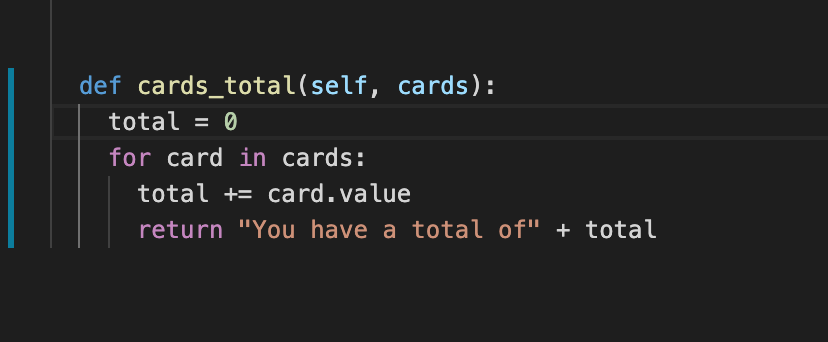 def cards_total(self, cards):
total = 0
for card in cards:
total += card.value
return "You have a total of" + total